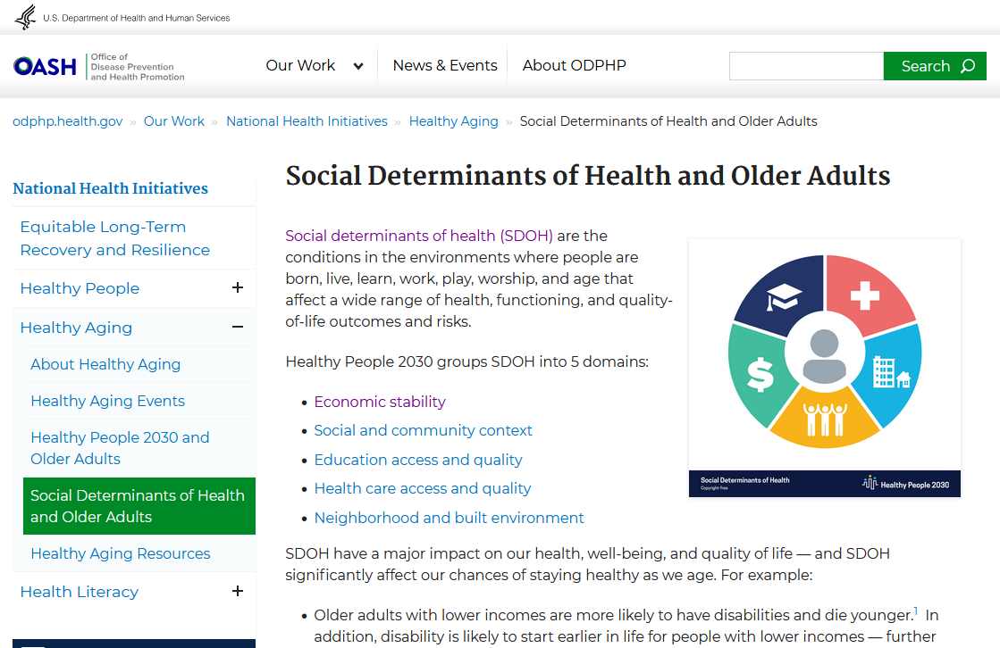 U.S. Department of Health and Human Services
OASH
Office of
Disease Prevention
and Health Promotion
Our Work
News & Events
About ODPHP
Search
odphp.health.gov » Our Work » National Health Initiatives » Healthy Aging » Social Determinants of Health and Older Adults
National Health Initiatives
Equitable Long-Term
Recovery and Resilience
Healthy People +
Healthy Aging −
About Healthy Aging
Healthy Aging Events
Healthy People 2030 and
Older Adults
Social Determinants of Health
and Older Adults
Healthy Aging Resources
Health Literacy +
Social Determinants of Health and Older Adults
Social determinants of health (SDOH) are the
conditions in the environments where people are
born, live, learn, work, play, worship, and age that
affect a wide range of health, functioning, and quality-
of-life outcomes and risks.
Healthy People 2030 groups SDOH into 5 domains:
• Economic stability
• Social and community context
• Education access and quality
• Health care access and quality
• Neighborhood and built environment
$
Social Determinants of Health
Copyright-free
Healthy People 2030
SDOH have a major impact on our health, well-being, and quality of life — and SDOH
significantly affect our chances of staying healthy as we age. For example:
• Older adults with lower incomes are more likely to have disabilities and die younger.1 In
addition, disability is likely to start earlier in life for people with lower incomes — further